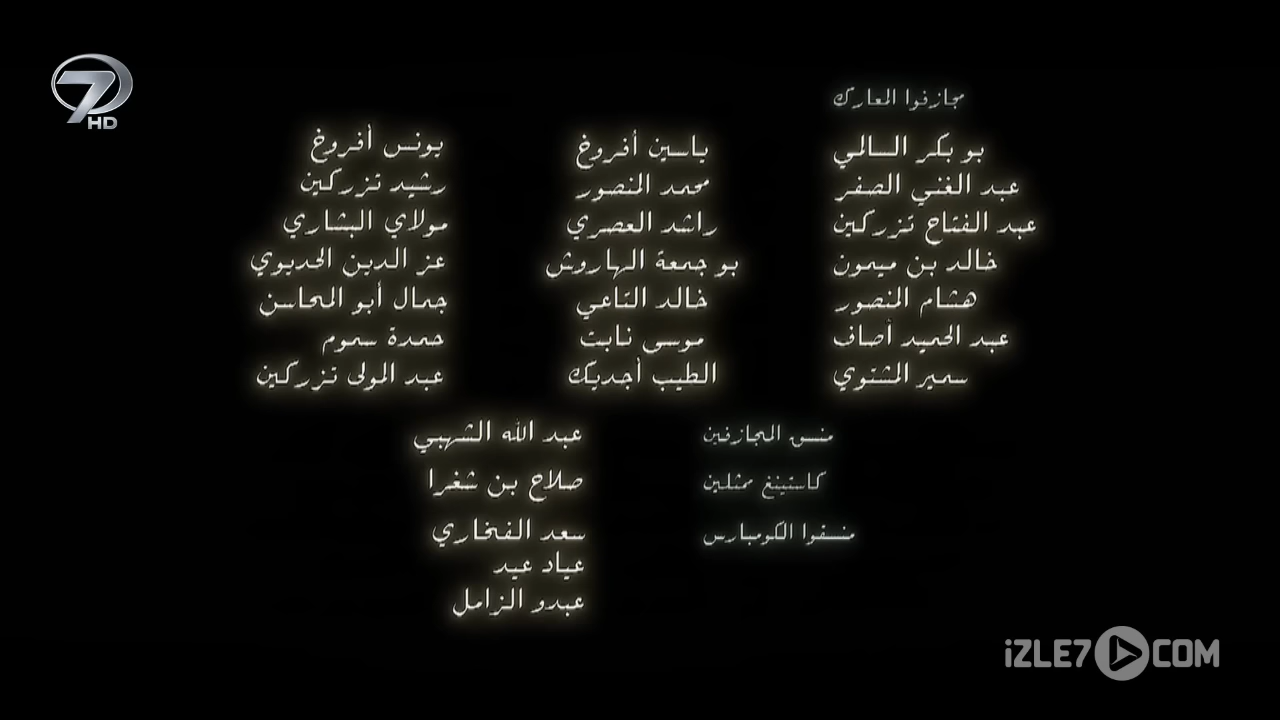 7
HD
مجازفوا المعارك
بو بكر السالمي
ياسين أفروخ
يونس أفروخ
عبد الغني الصفر
محمد المنصور
رشيد تزركين
عبد الفتاح تزركين
راشد العصري
مولاي البشاري
خالد بن ميمون
بو جمعة الهاروش
عز الدين الحديوي
هشام المنصور
خالد التاعي
جمال أبو المحاسن
عبد الحميد أصاف
موسى نابت
حمدة سموم
سمير المشتوي
الطيب أجديك
عبد المولى تزركين
منسق المجازفين
عبد الله الشهبي
كاستينغ ممثلين
صلاح بن شغرا
منسقوا الكومبارس
سعد الفخاري
عياد عيد
عبدو الزامل
iZLE7 COM